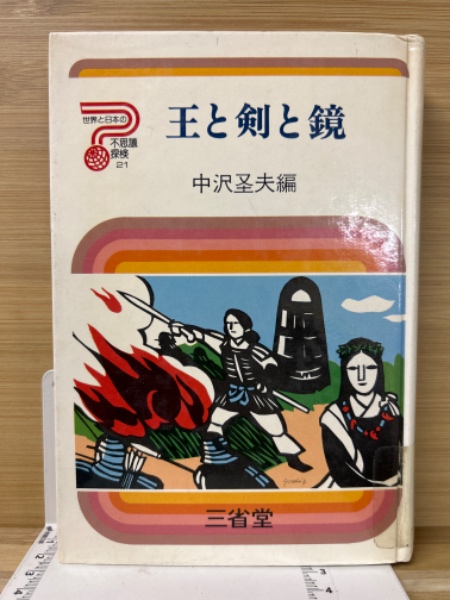 世界と日本の
不思議
探検
21
王と剣と鏡
中沢圣夫編
三省堂